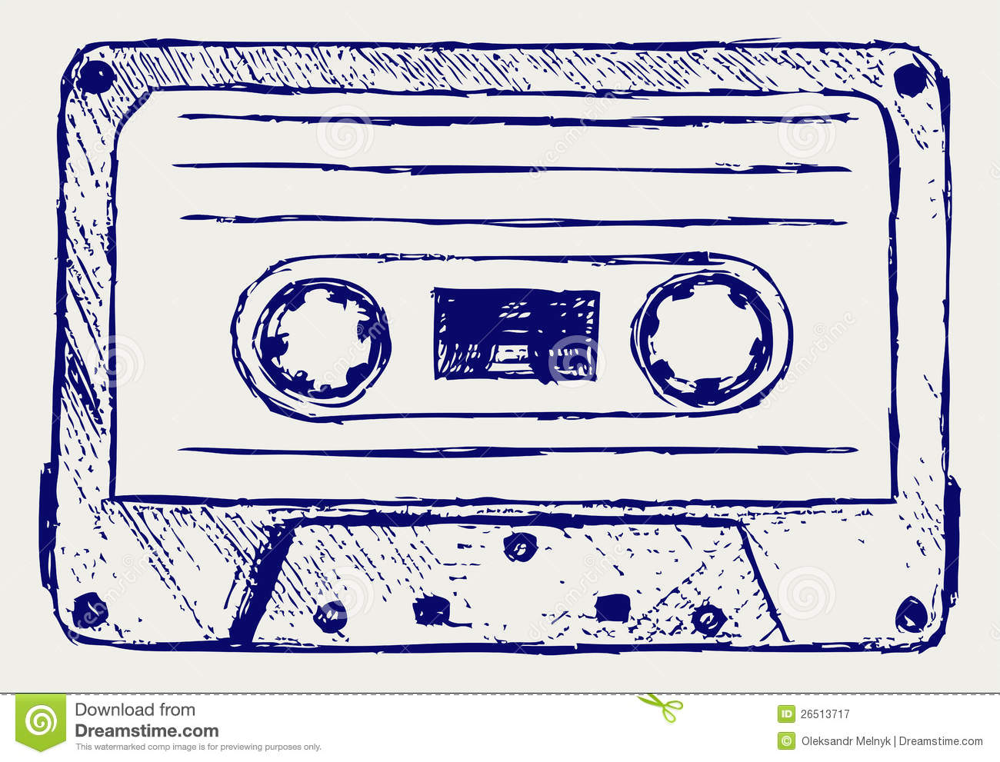 Download from
Dreamstime.com
This watermarked comp image is for previewing purposes only.
ID 26513717
© Oleksandr Melnyk | Dreamstime.com